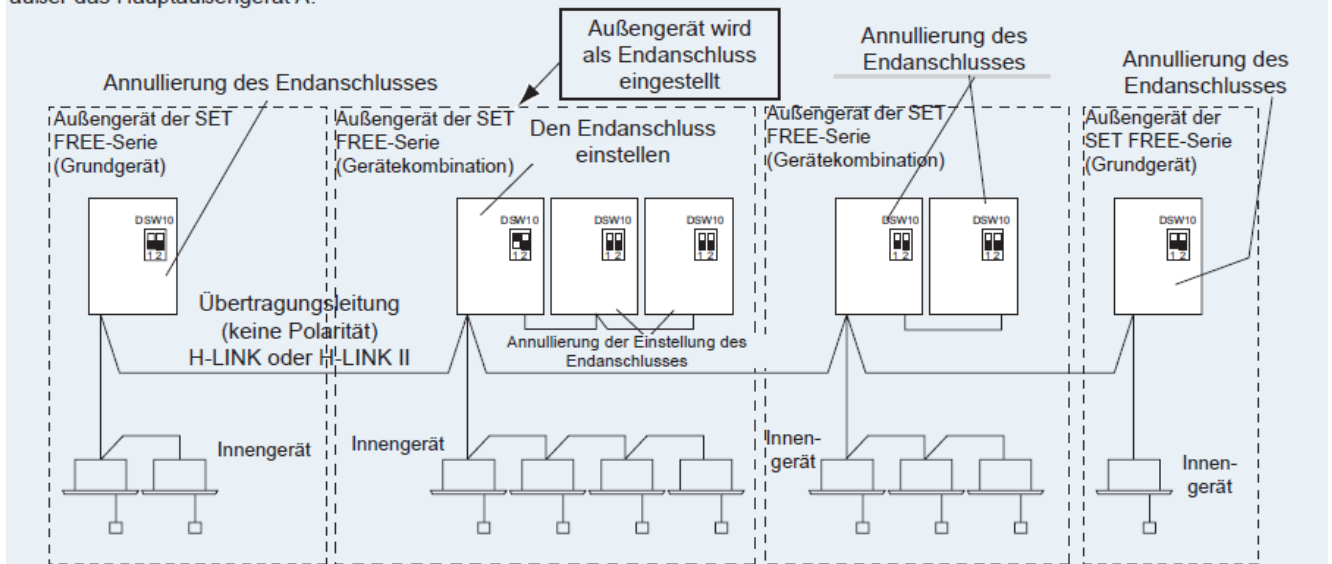 außer das Hauptaußengerät A.
Außengerät wird
als Endanschluss
eingestellt
Annullierung des
Endanschlusses
Annullierung des
Endanschlusses
Annullierung des Endanschlusses
Außengerät der SET
FREE-Serie
(Grundgerät)
Außengerät der SET
FREE-Serie
(Gerätekombination)
Den Endanschluss
einstellen
Außengerät der SET
FREE-Serie
(Gerätekombination)
Außengerät der
SET FREE-Serie
(Grundgerät)
DSW10
1 2
DSW10
1 2
DSW10
1 2
DSW10
1 2
DSW10
1 2
DSW10
1 2
DSW10
1 2
Übertragungsleitung
(keine Polarität)
H-LINK oder H-LINK II
Annullierung der Einstellung des
Endanschlusses
Innengerät
Innengerät
Innen-
gerät
Innen-
gerät